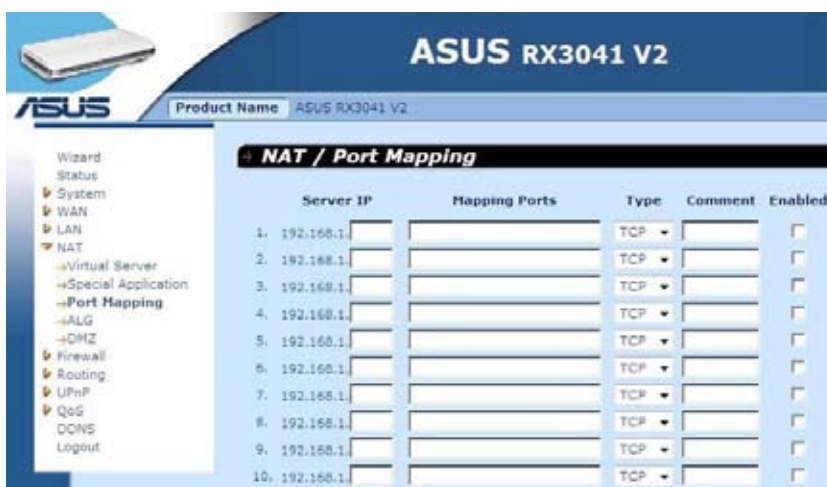 ASUS RX3041 V2
ASUS
Product Name ASUS RX3041 V2
Wizard
Status
System
WAN
LAN
NAT
Virtual Server
Special Application
Port Mapping
ALG
DMZ
Firewall
Routing
UPnP
QoS
DDNS
Logout
NAT / Port Mapping
Server IP Mapping Ports Type Comment Enabled
1. 192.168.1. TCP
2. 192.168.1. TCP
3. 192.168.1. TCP
4. 192.168.1. TCP
5. 192.168.1. TCP
6. 192.168.1. TCP
7. 192.168.1. TCP
8. 192.168.1. TCP
9. 192.168.1. TCP
10. 192.168.1. TCP